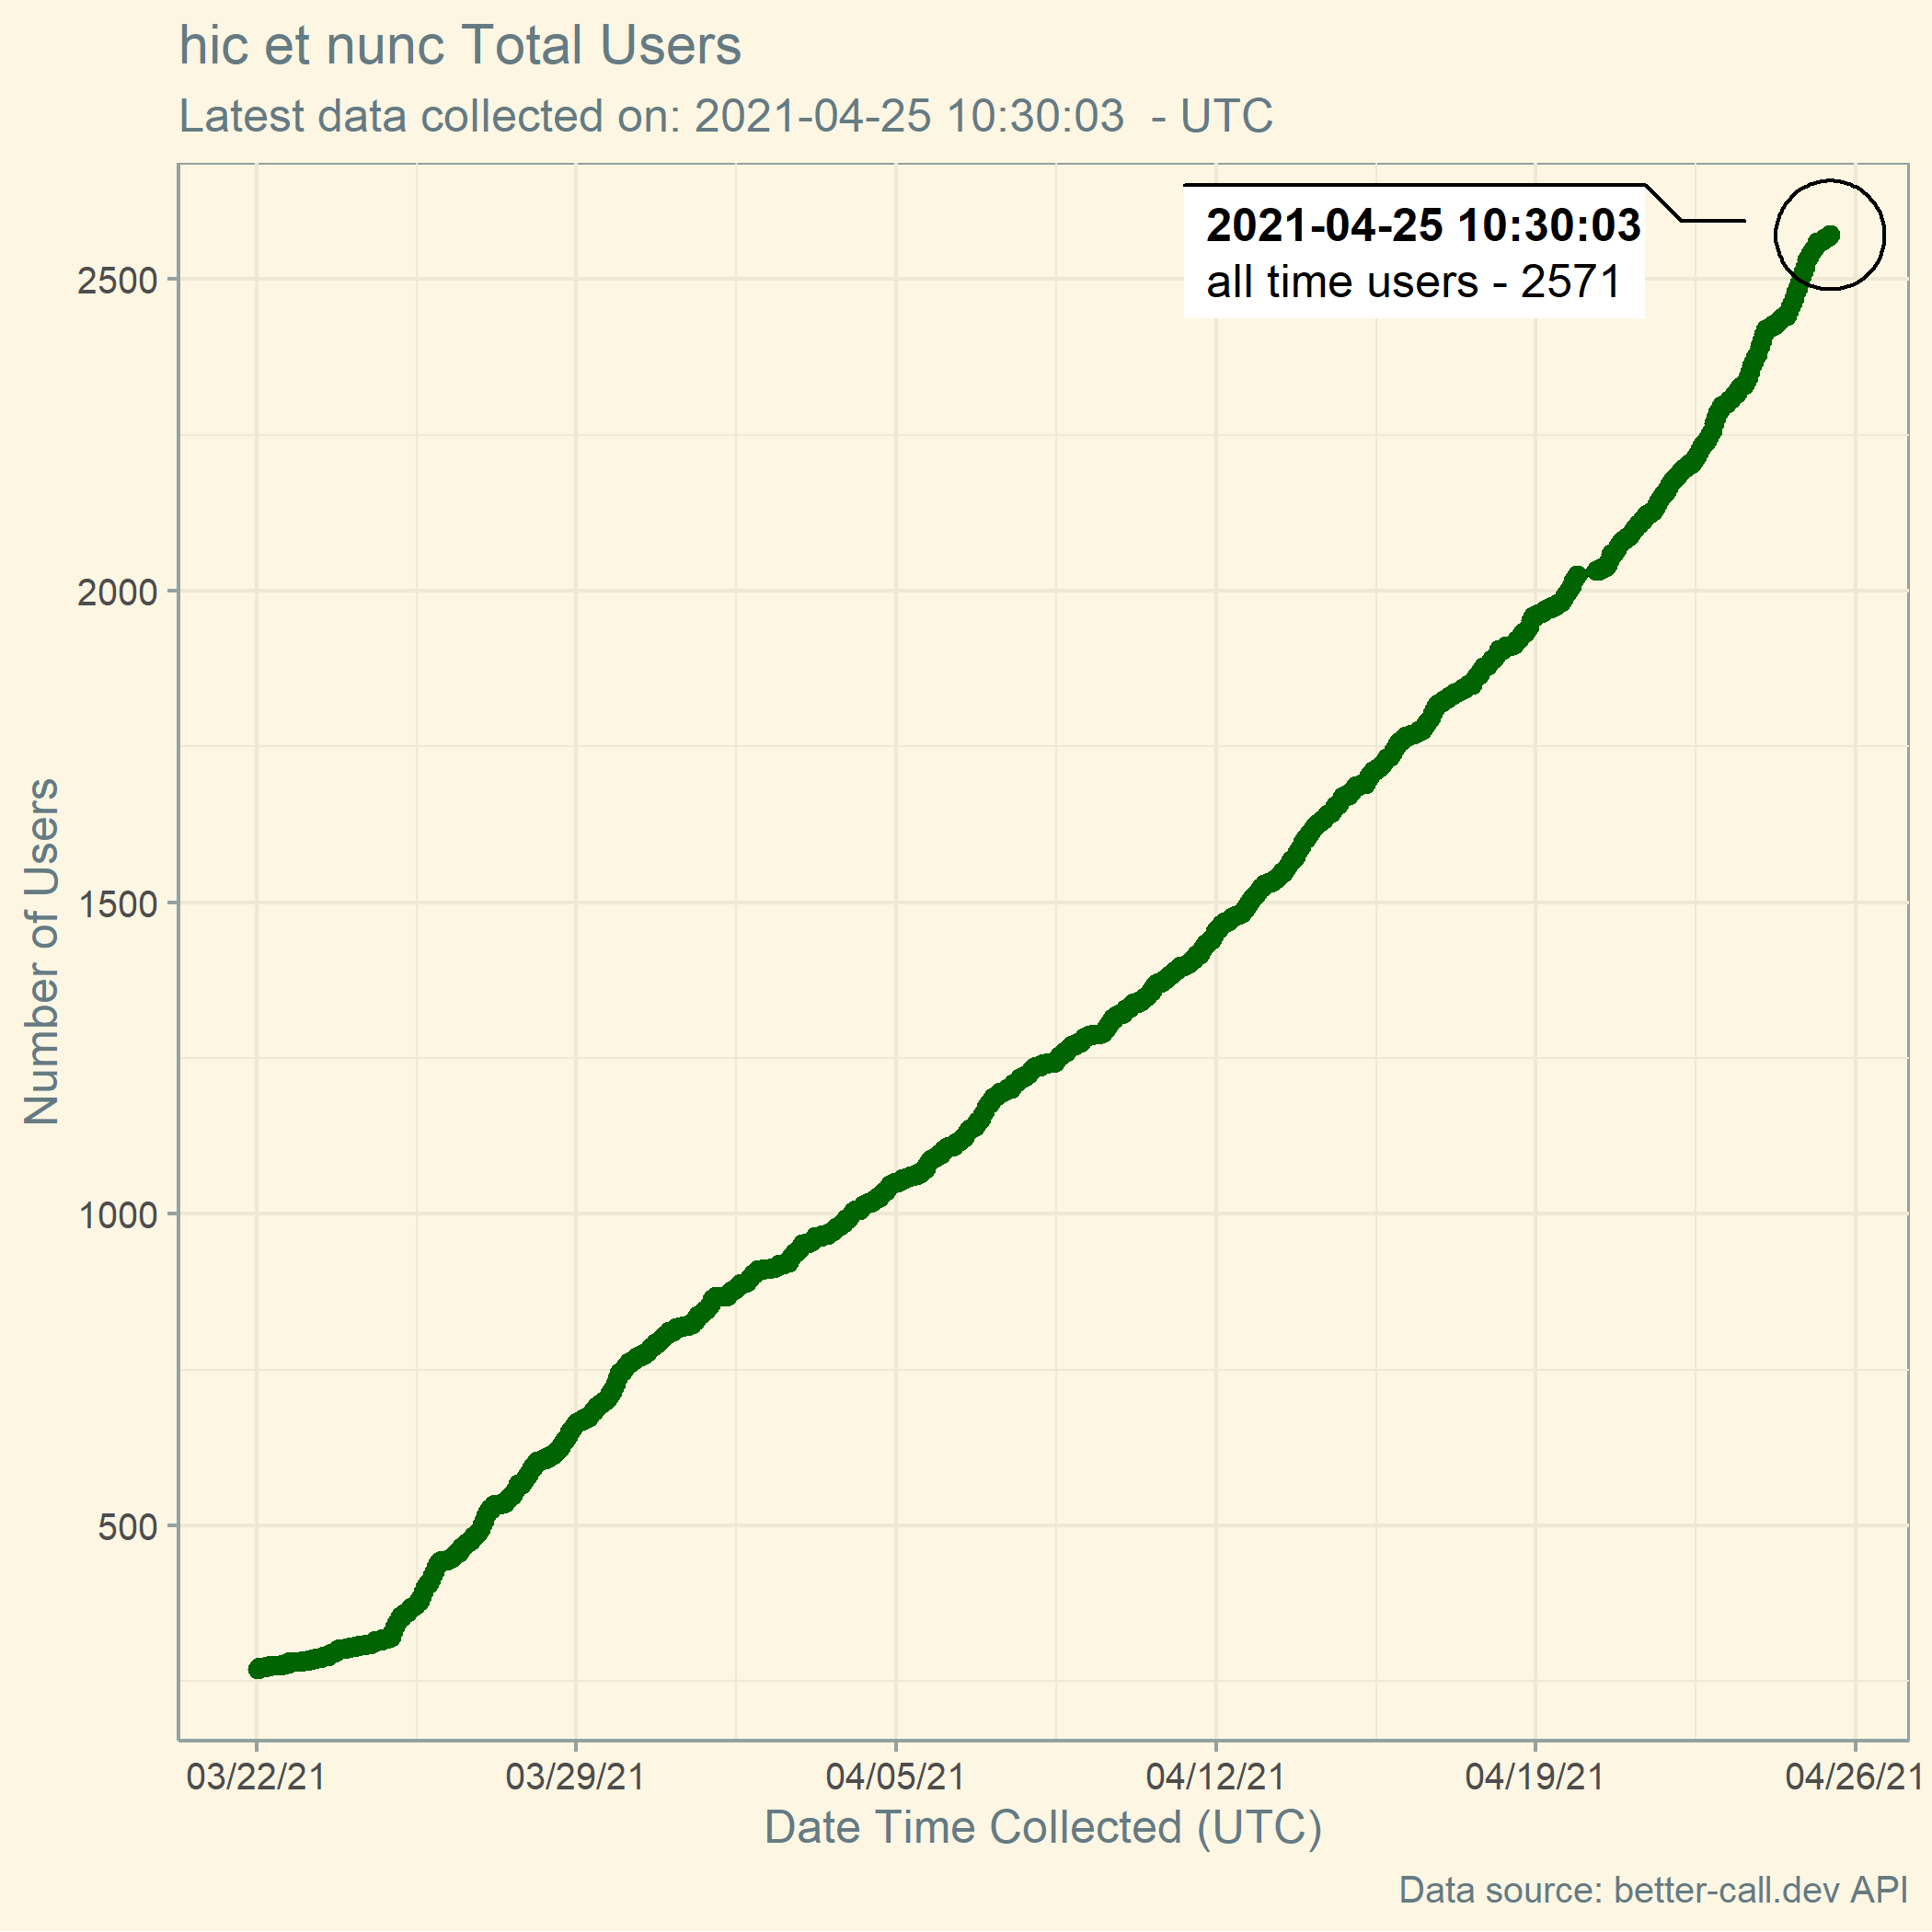 hic et nunc Total Users
Latest data collected on: 2021-04-25 10:30:03  - UTC
2021-04-25 10:30:03
all time users - 2571
Number of Users
2500
2000
1500
1000
500
03/22/21
03/29/21
04/05/21
04/12/21
04/19/21
04/26/21
Date Time Collected (UTC)
Data source: better-call.dev API